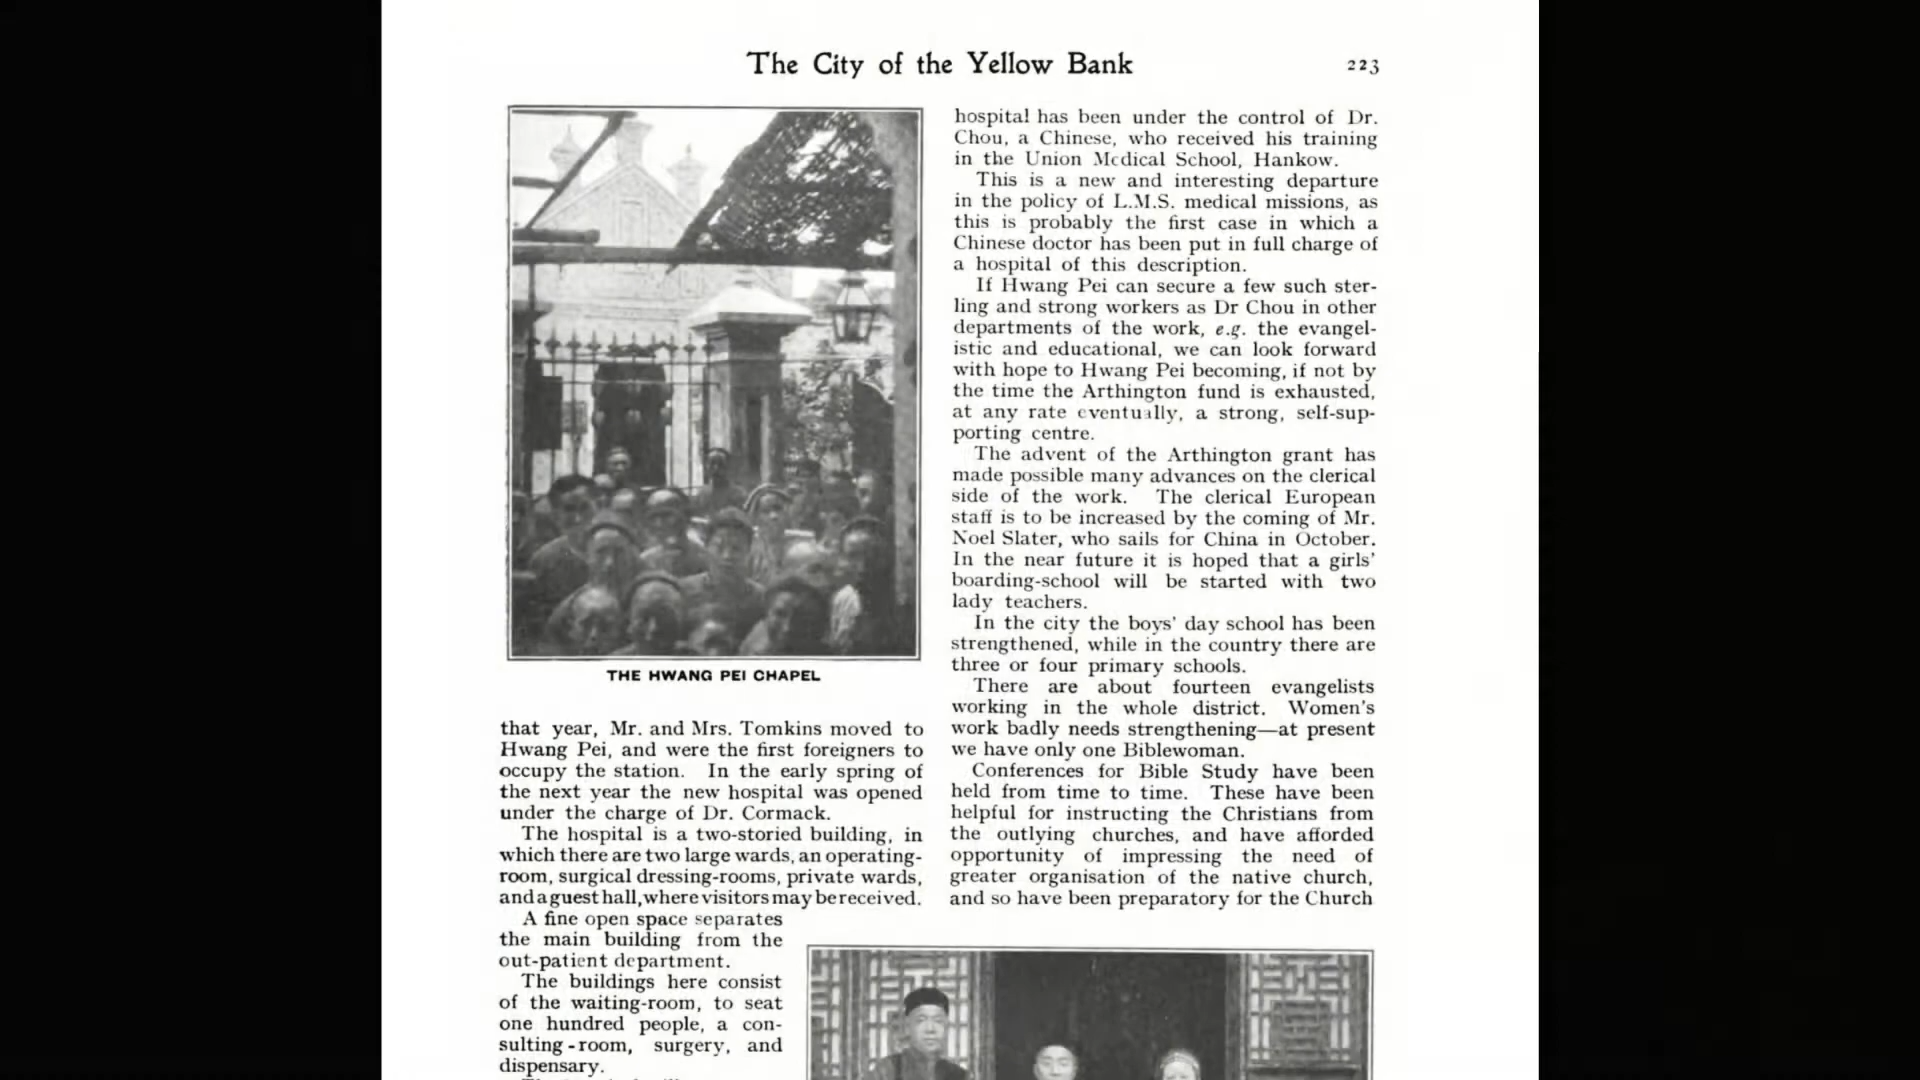 The City of the Yellow Bank
223
THE HWANG PEI CHAPEL
that year, Mr. and Mrs. Tomkins moved to
Hwang Pei, and were the first foreigners to
occupy the station. In the early spring of
the next year the new hospital was opened
under the charge of Dr. Cormack.
The hospital is a two-storied building, in
which there are two large wards, an operating-
room, surgical dressing-rooms, private wards,
and a guest hall, where visitors may be received.
A fine open space separates
the main building from the
out-patient department.
The buildings here consist
of the waiting-room, to seat
one hundred people, a con-
sulting-room, surgery, and
dispensary.
hospital has been under the control of Dr.
Chou, a Chinese, who received his training
in the Union Medical School, Hankow.
This is a new and interesting departure
in the policy of L.M.S. medical missions, as
this is probably the first case in which a
Chinese doctor has been put in full charge of
a hospital of this description.
If Hwang Pei can secure a few such ster-
ling and strong workers as Dr Chou in other
departments of the work, e.g. the evangel-
istic and educational, we can look forward
with hope to Hwang Pei becoming, if not by
the time the Arthington fund is exhausted,
at any rate eventually, a strong, self-sup-
porting centre.
The advent of the Arthington grant has
made possible many advances on the clerical
side of the work. The clerical European
staff is to be increased by the coming of Mr.
Noel Slater, who sails for China in October.
In the near future it is hoped that a girls'
boarding-school will be started with two
lady teachers.
In the city the boys' day school has been
strengthened, while in the country there are
three or four primary schools.
There are about fourteen evangelists
working in the whole district. Women's
work badly needs strengthening—at present
we have only one Biblewoman.
Conferences for Bible Study have been
held from time to time. These have been
helpful for instructing the Christians from
the outlying churches, and have afforded
opportunity of impressing the need of
greater organisation of the native church,
and so have been preparatory for the Church